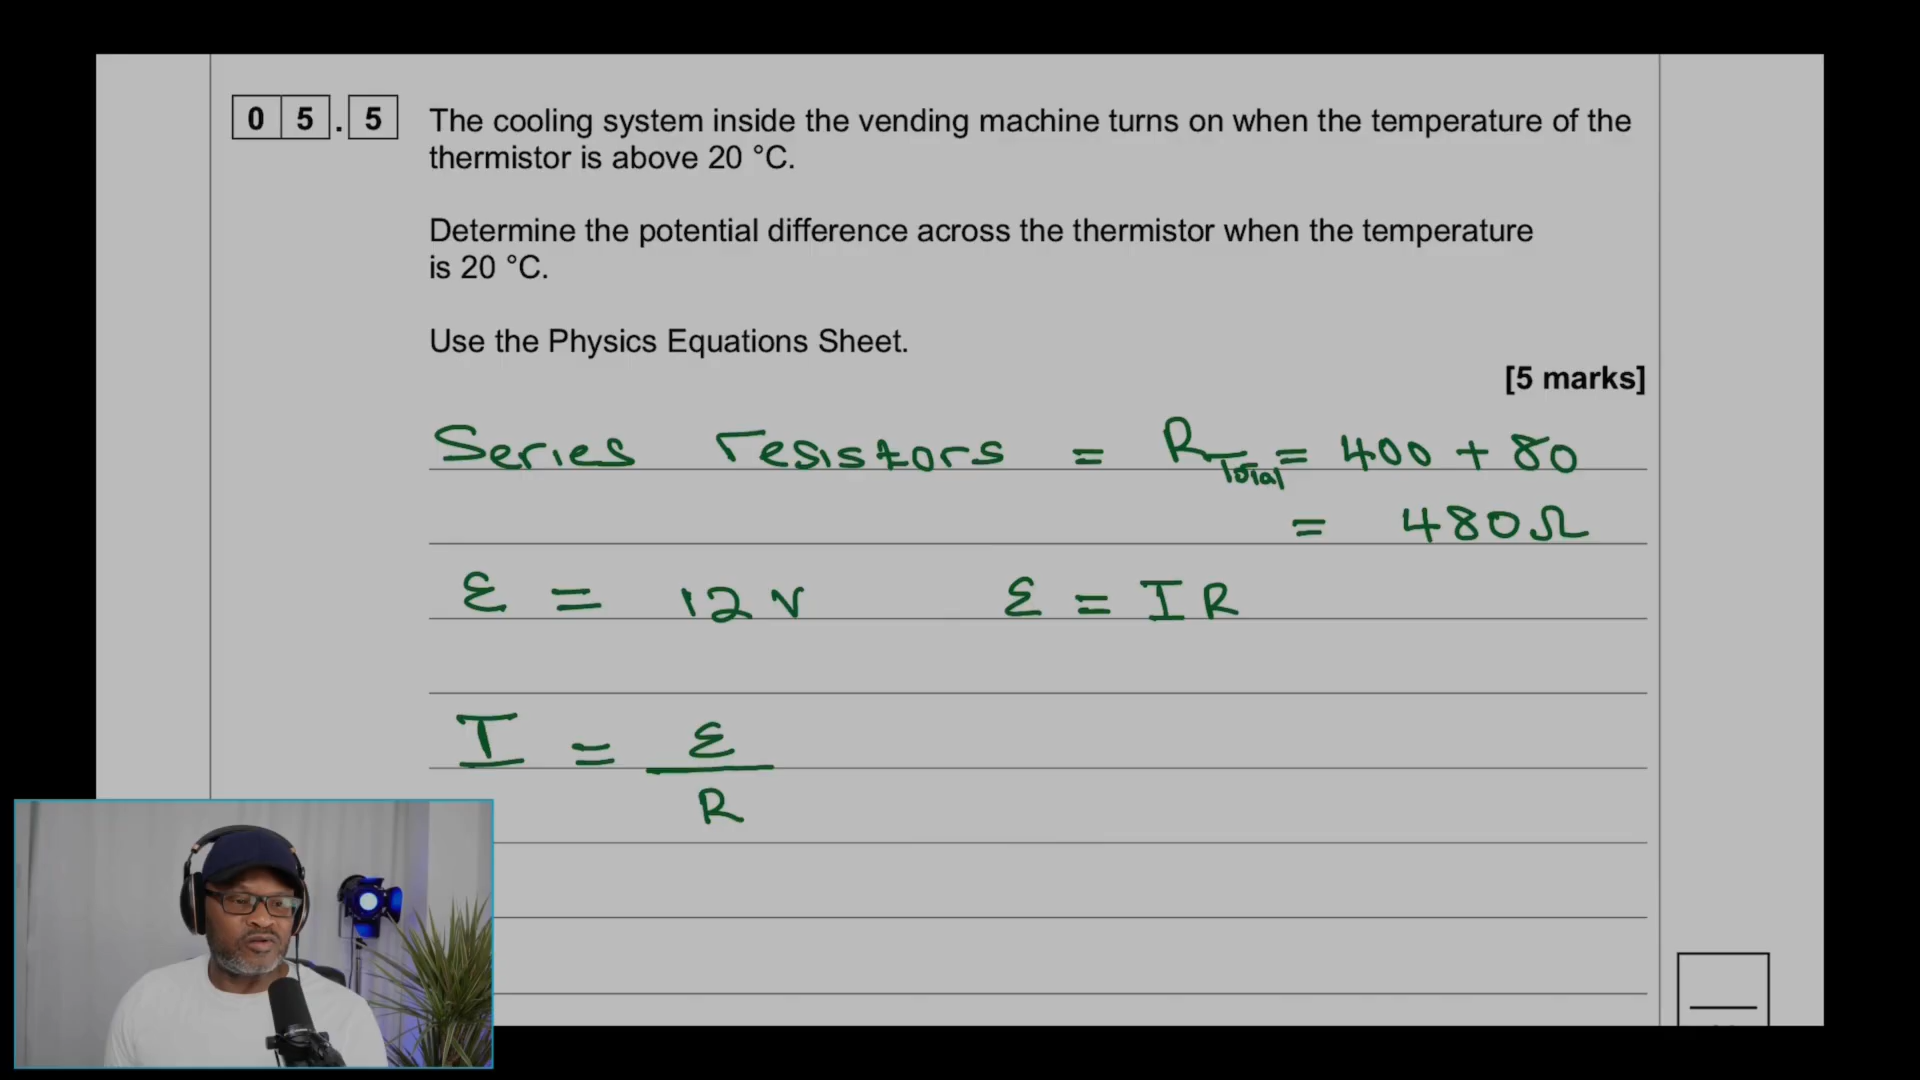 0 5 . 5 The cooling system inside the vending machine turns on when the temperature of the
thermistor is above 20 °C.
Determine the potential difference across the thermistor when the temperature
is 20 °C.
Use the Physics Equations Sheet.
[5 marks]
Series resistors = R Total = 400 + 80
= 480Ω
ε = 12 V ε = I R
I = ε / R